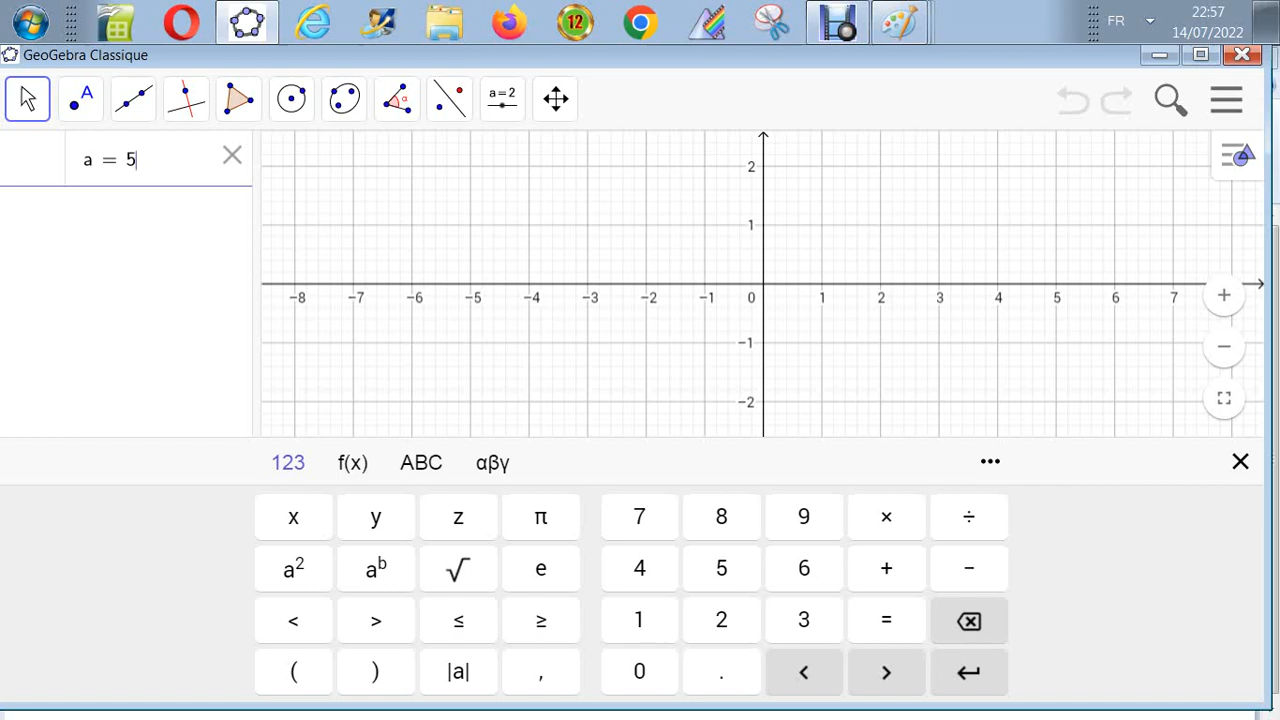 12
FR
22:57
14/07/2022
GeoGebra Classique
A
α
a=2
a = 5
2
1
−8 −7 −6 −5 −4 −3 −2 −1 0 1 2 3 4 5 6 7
−1
−2
123 f(x) ABC αβγ •••
x y z π 7 8 9 × ÷
a² aᵇ √ e 4 5 6 + −
< > ≤ ≥ 1 2 3 =
( ) |a| , 0 . < >